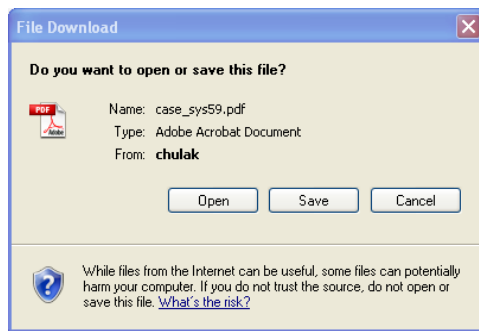 File Download
Do you want to open or save this file?
PDF
Adobe
Name: case_sys59.pdf
Type: Adobe Acrobat Document
From: chulak
Open Save Cancel
While files from the Internet can be useful, some files can potentially
harm your computer. If you do not trust the source, do not open or
save this file. What's the risk?